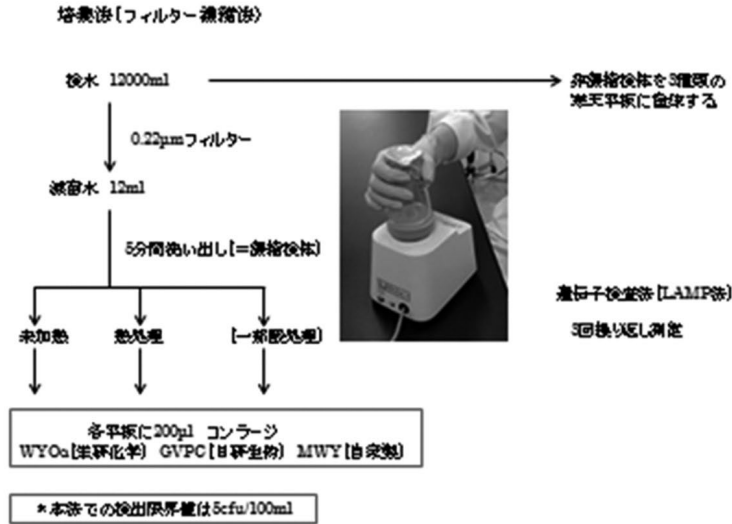 培養法(フィルター濃縮法)
検水 12000ml
非濃縮検体を3種類の
寒天平板に塗抹する
0.22μmフィルター
滅菌水 12ml
5分間洗い出し(=濃縮検体)
遺伝子検査法(LAMP法)
3回繰り返し測定
未加熱 熱処理 (一部酸処理)
各平板に200μl コンラージ
WYOα(栄研化学) GVPC(日研生物) MWY(自家製)
*本法での検出限界値は5cfu/100ml